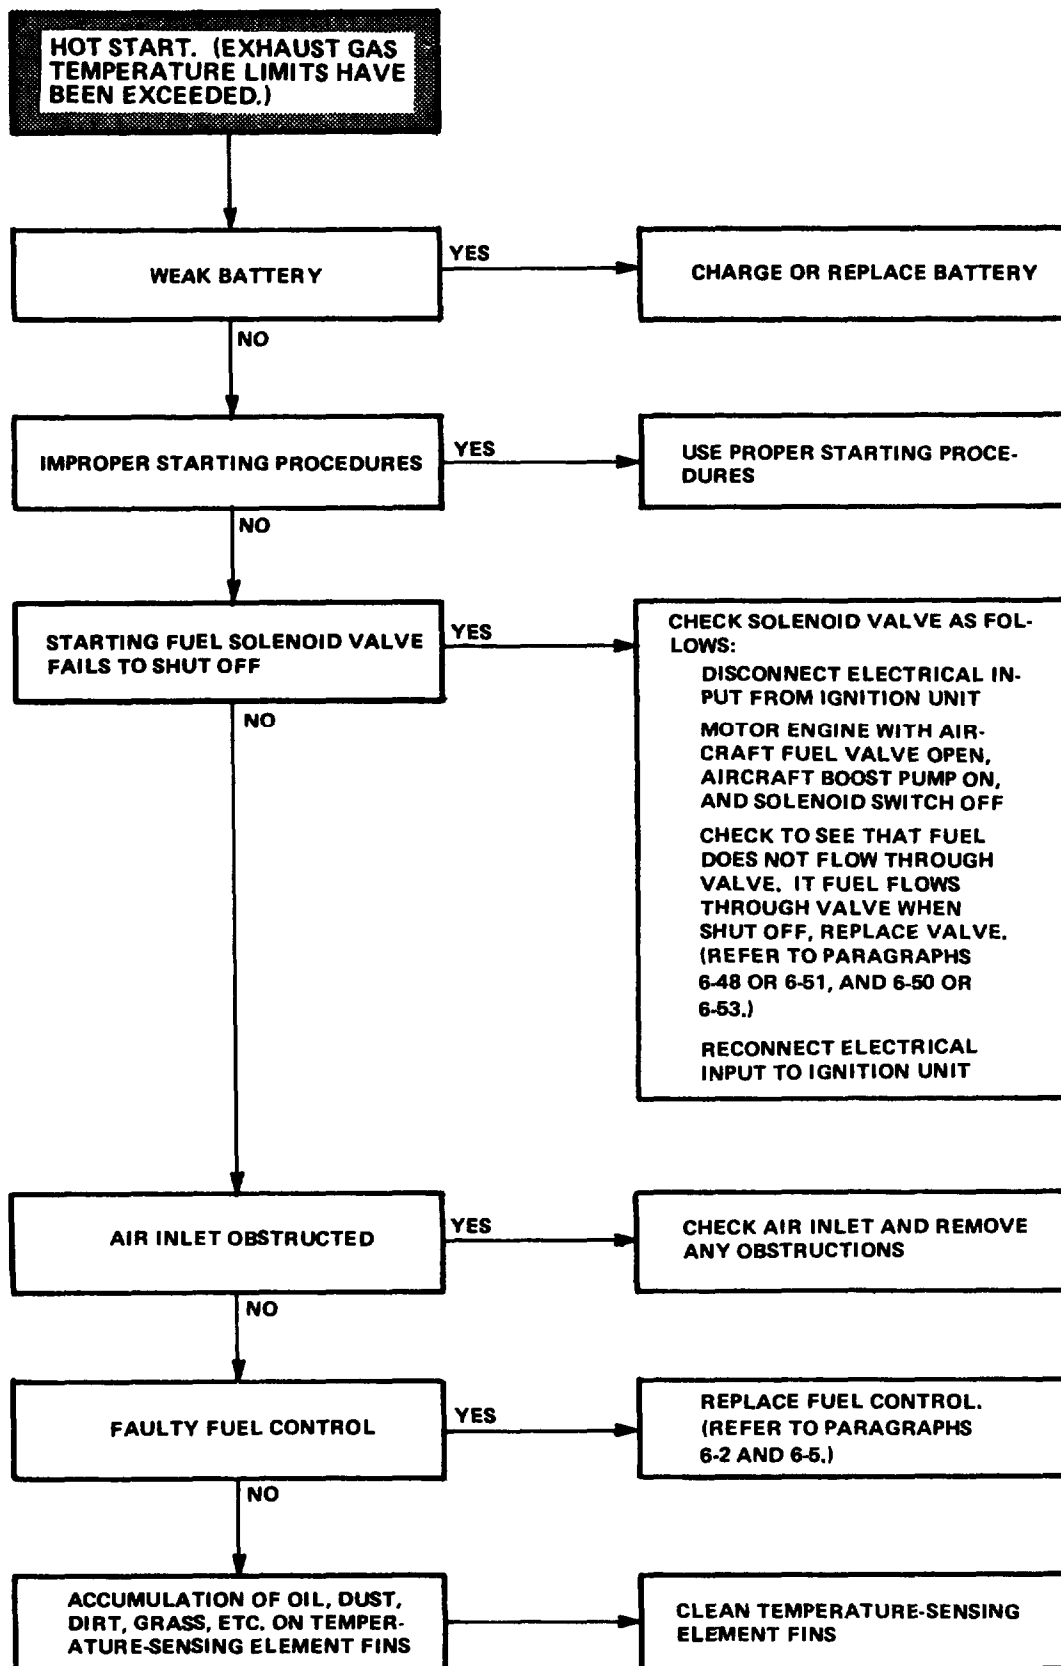 HOT START. (EXHAUST GAS
TEMPERATURE LIMITS HAVE
BEEN EXCEEDED.)
WEAK BATTERY
YES
CHARGE OR REPLACE BATTERY
NO
IMPROPER STARTING PROCEDURES
YES
USE PROPER STARTING PROCE-
DURES
NO
STARTING FUEL SOLENOID VALVE
FAILS TO SHUT OFF
YES
CHECK SOLENOID VALVE AS FOL-
LOWS:
DISCONNECT ELECTRICAL IN-
PUT FROM IGNITION UNIT
MOTOR ENGINE WITH AIR-
CRAFT FUEL VALVE OPEN,
AIRCRAFT BOOST PUMP ON,
AND SOLENOID SWITCH OFF
CHECK TO SEE THAT FUEL
DOES NOT FLOW THROUGH
VALVE. IT FUEL FLOWS
THROUGH VALVE WHEN
SHUT OFF, REPLACE VALVE.
(REFER TO PARAGRAPHS
6-48 OR 6-51, AND 6-50 OR
6-53.)
RECONNECT ELECTRICAL
INPUT TO IGNITION UNIT
NO
AIR INLET OBSTRUCTED
YES
CHECK AIR INLET AND REMOVE
ANY OBSTRUCTIONS
NO
FAULTY FUEL CONTROL
YES
REPLACE FUEL CONTROL.
(REFER TO PARAGRAPHS
6-2 AND 6-5.)
NO
ACCUMULATION OF OIL, DUST,
DIRT, GRASS, ETC. ON TEMPER-
ATURE-SENSING ELEMENT FINS
CLEAN TEMPERATURE-SENSING
ELEMENT FINS